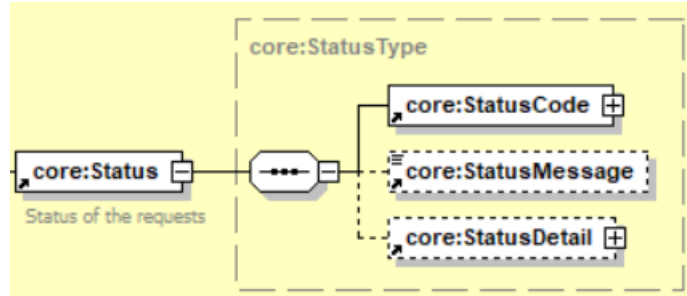 core:StatusType
core:StatusCode
core:Status
core:StatusMessage
Status of the requests
core:StatusDetail